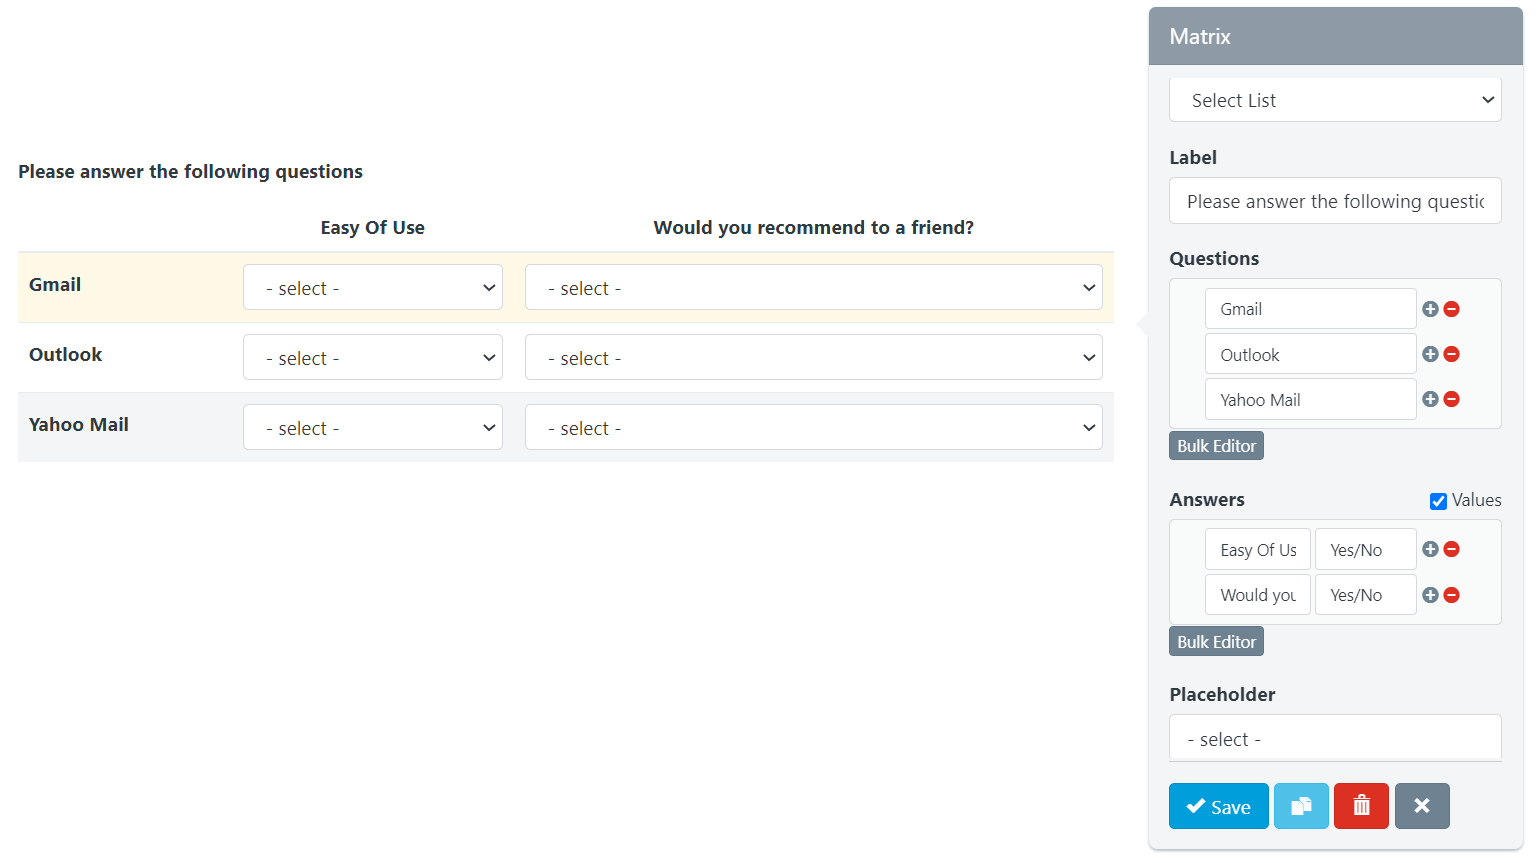 Please answer the following questions
Easy Of Use
Would you recommend to a friend?
Gmail
- select -
- select -
Outlook
- select -
- select -
Yahoo Mail
- select -
- select -
Matrix
Select List
Label
Please answer the following questic
Questions
Gmail
Outlook
Yahoo Mail
Bulk Editor
Answers
Values
Easy Of Us
Yes/No
Would you
Yes/No
Bulk Editor
Placeholder
- select -
Save